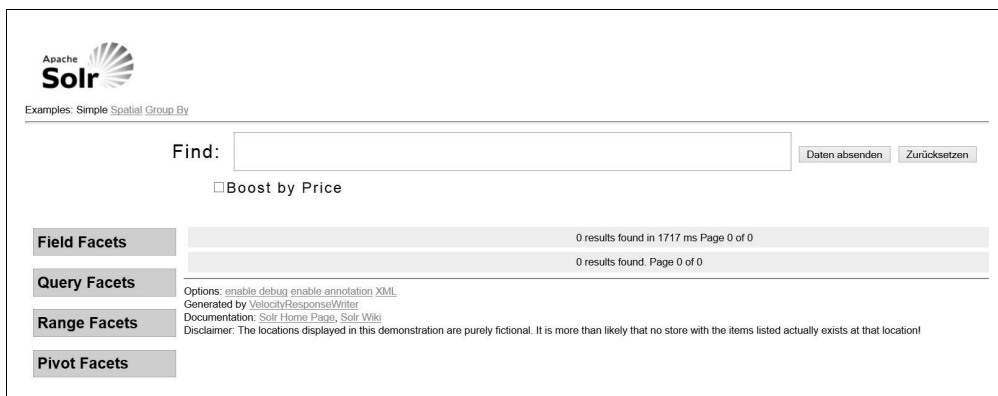 Apache
Solr
Examples: Simple Spatial Group By
Find:
Daten absenden
Zurücksetzen
Boost by Price
Field Facets
Query Facets
Range Facets
Pivot Facets
0 results found in 1717 ms Page 0 of 0
0 results found. Page 0 of 0
Options: enable debug enable annotation XML
Generated by VelocityResponseWriter
Documentation: Solr Home Page, Solr Wiki
Disclaimer: The locations displayed in this demonstration are purely fictional. It is more than likely that no store with the items listed actually exists at that location!